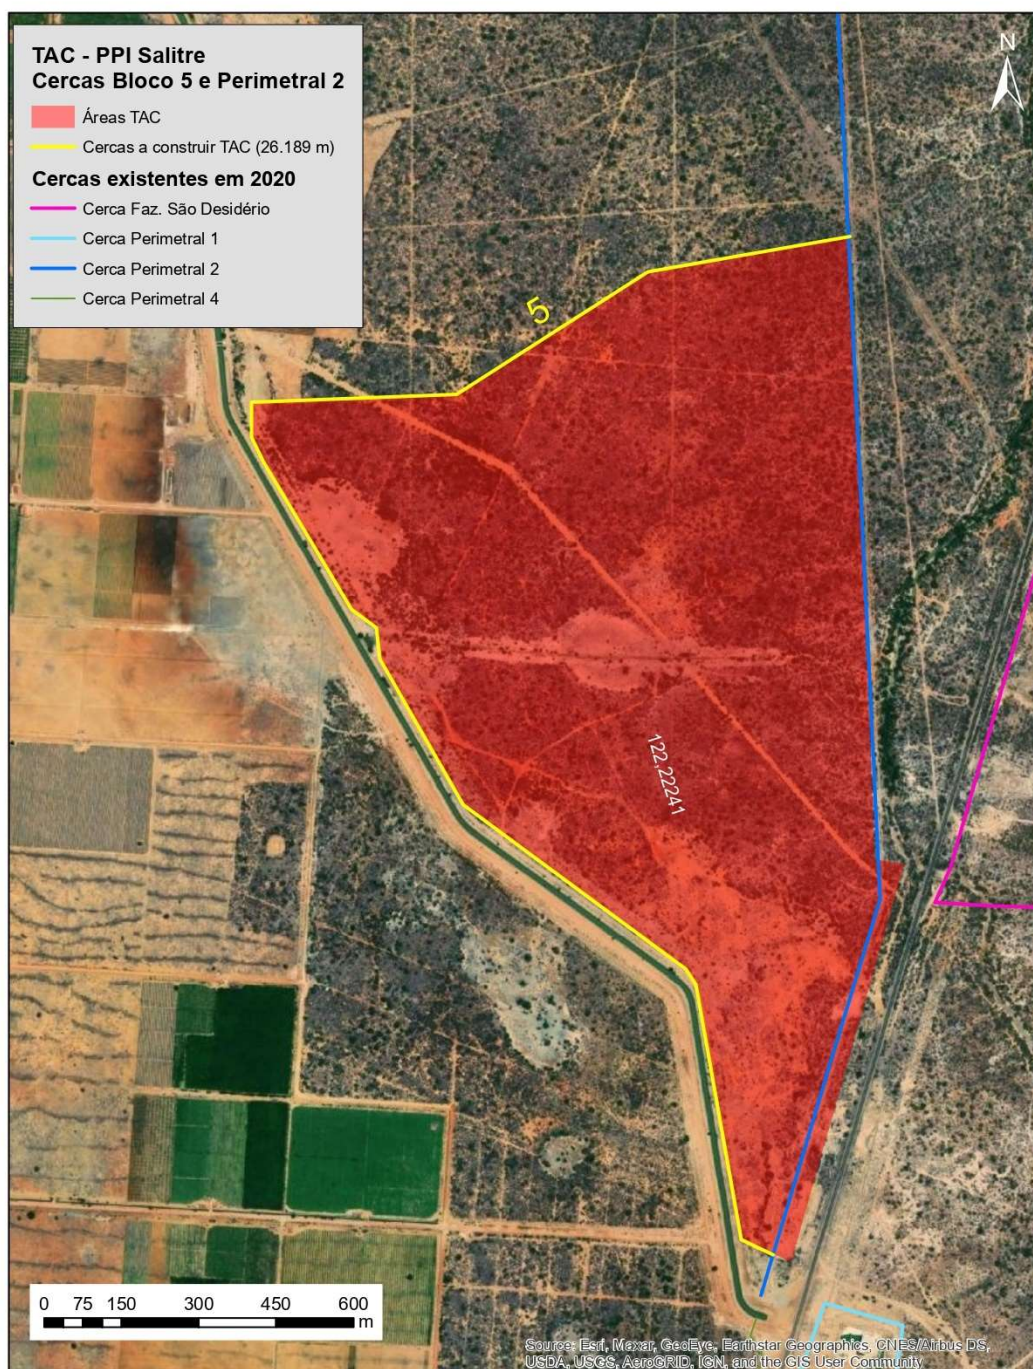 TAC - PPI Salitre
Cercas Bloco 5 e Perimetral 2
Áreas TAC
Cercas a construir TAC (26.189 m)
Cercas existentes em 2020
Cerca Faz. São Desidério
Cerca Perimetral 1
Cerca Perimetral 2
Cerca Perimetral 4
N
5
122,22241
0 75 150 300 450 600
m
Source: Esri, Maxar, GeoEye, Earthstar Geographics, CNES/Airbus DS,
USDA, USGS, AeroGRID, IGN, and the GIS User Community